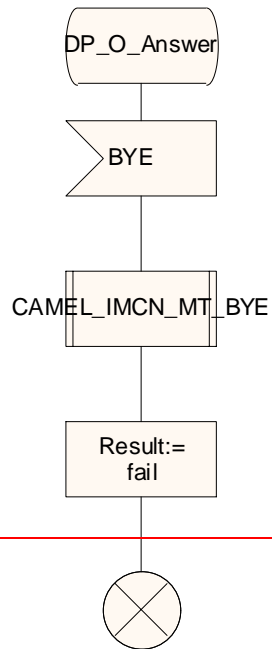 DP_O_Answer
BYE
CAMEL_IMCN_MT_BYE
Result:=
fail